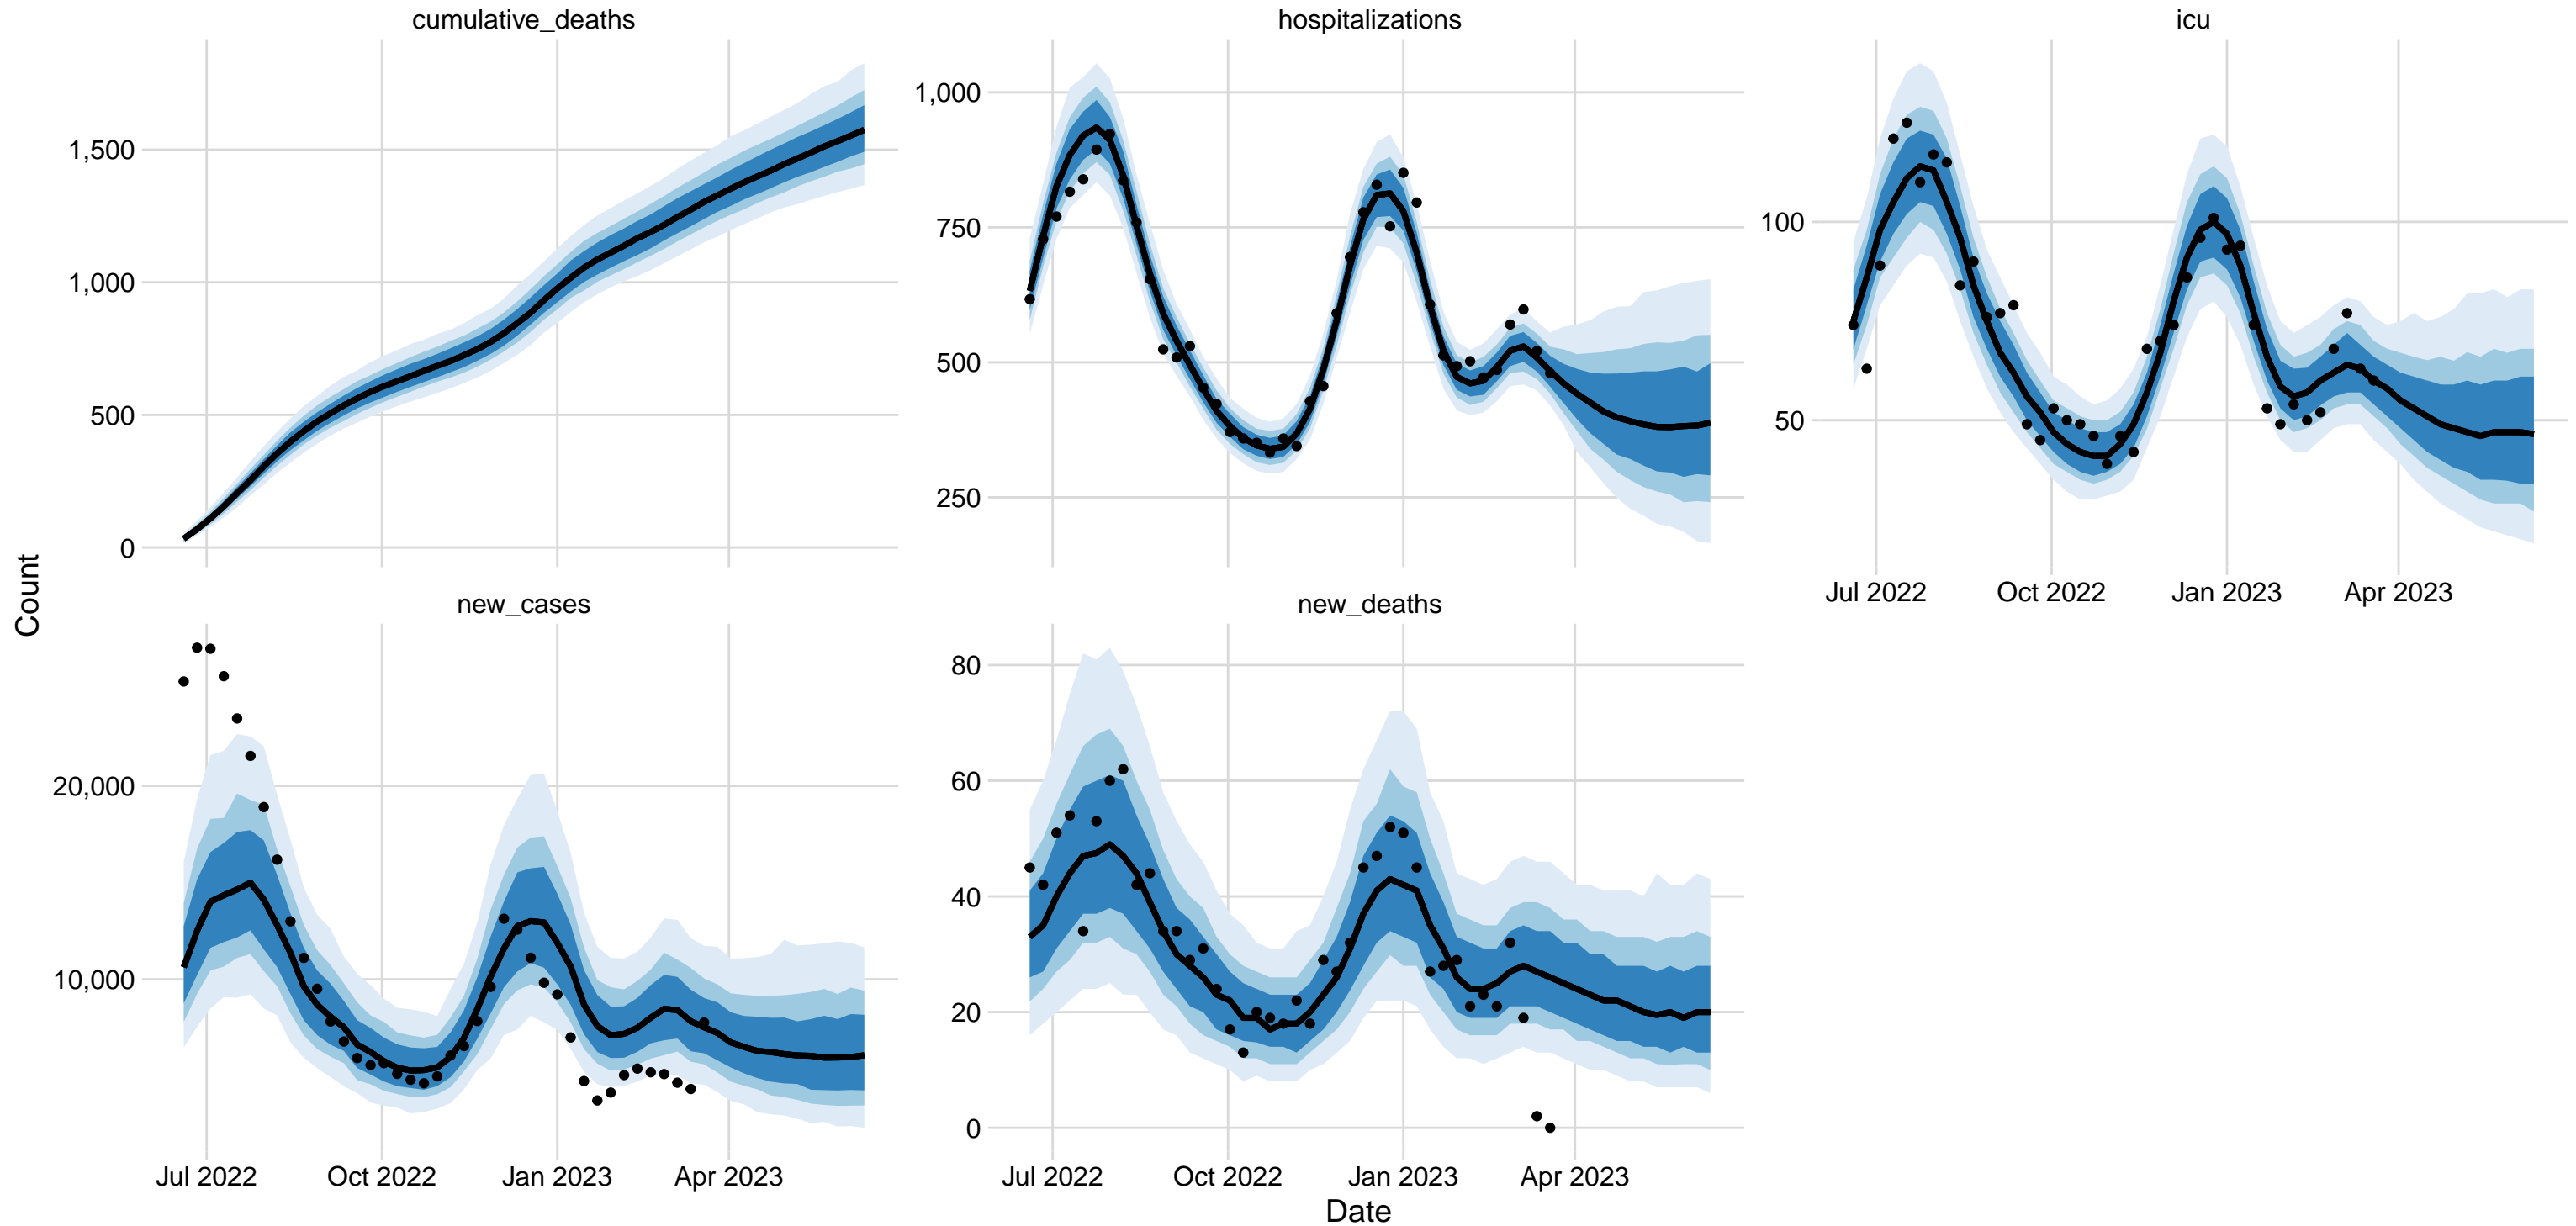 cumulative_deaths
hospitalizations
icu
1,500
1,000
500
0
1,000
750
500
250
100
50
Jul 2022
Oct 2022
Jan 2023
Apr 2023
Count
new_cases
new_deaths
20,000
10,000
80
60
40
20
0
Jul 2022
Oct 2022
Jan 2023
Apr 2023
Jul 2022
Oct 2022
Jan 2023
Apr 2023
Date